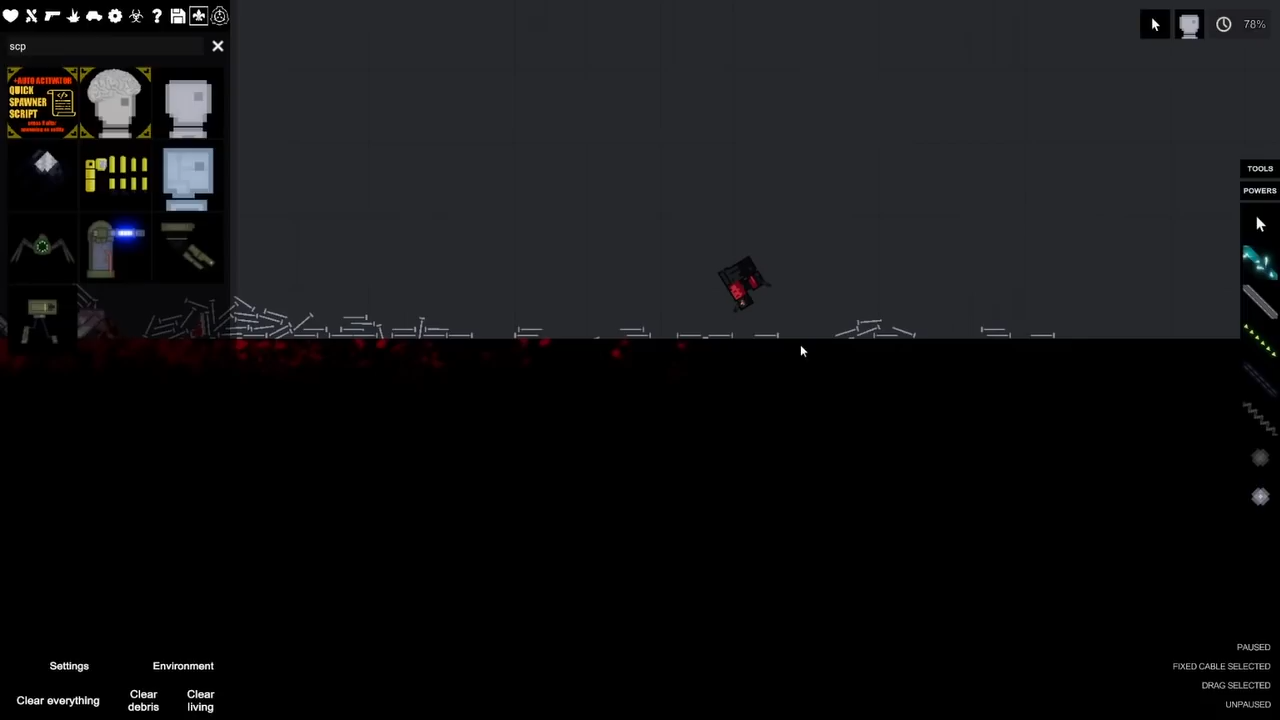 78%
scp
+AUTO ACTIVATOR
QUICK
SPAWNER
SCRIPT
TOOLS
POWERS
Settings
Environment
Clear everything
Clear debris
Clear living
PAUSED
FIXED CABLE SELECTED
DRAG SELECTED
UNPAUSED